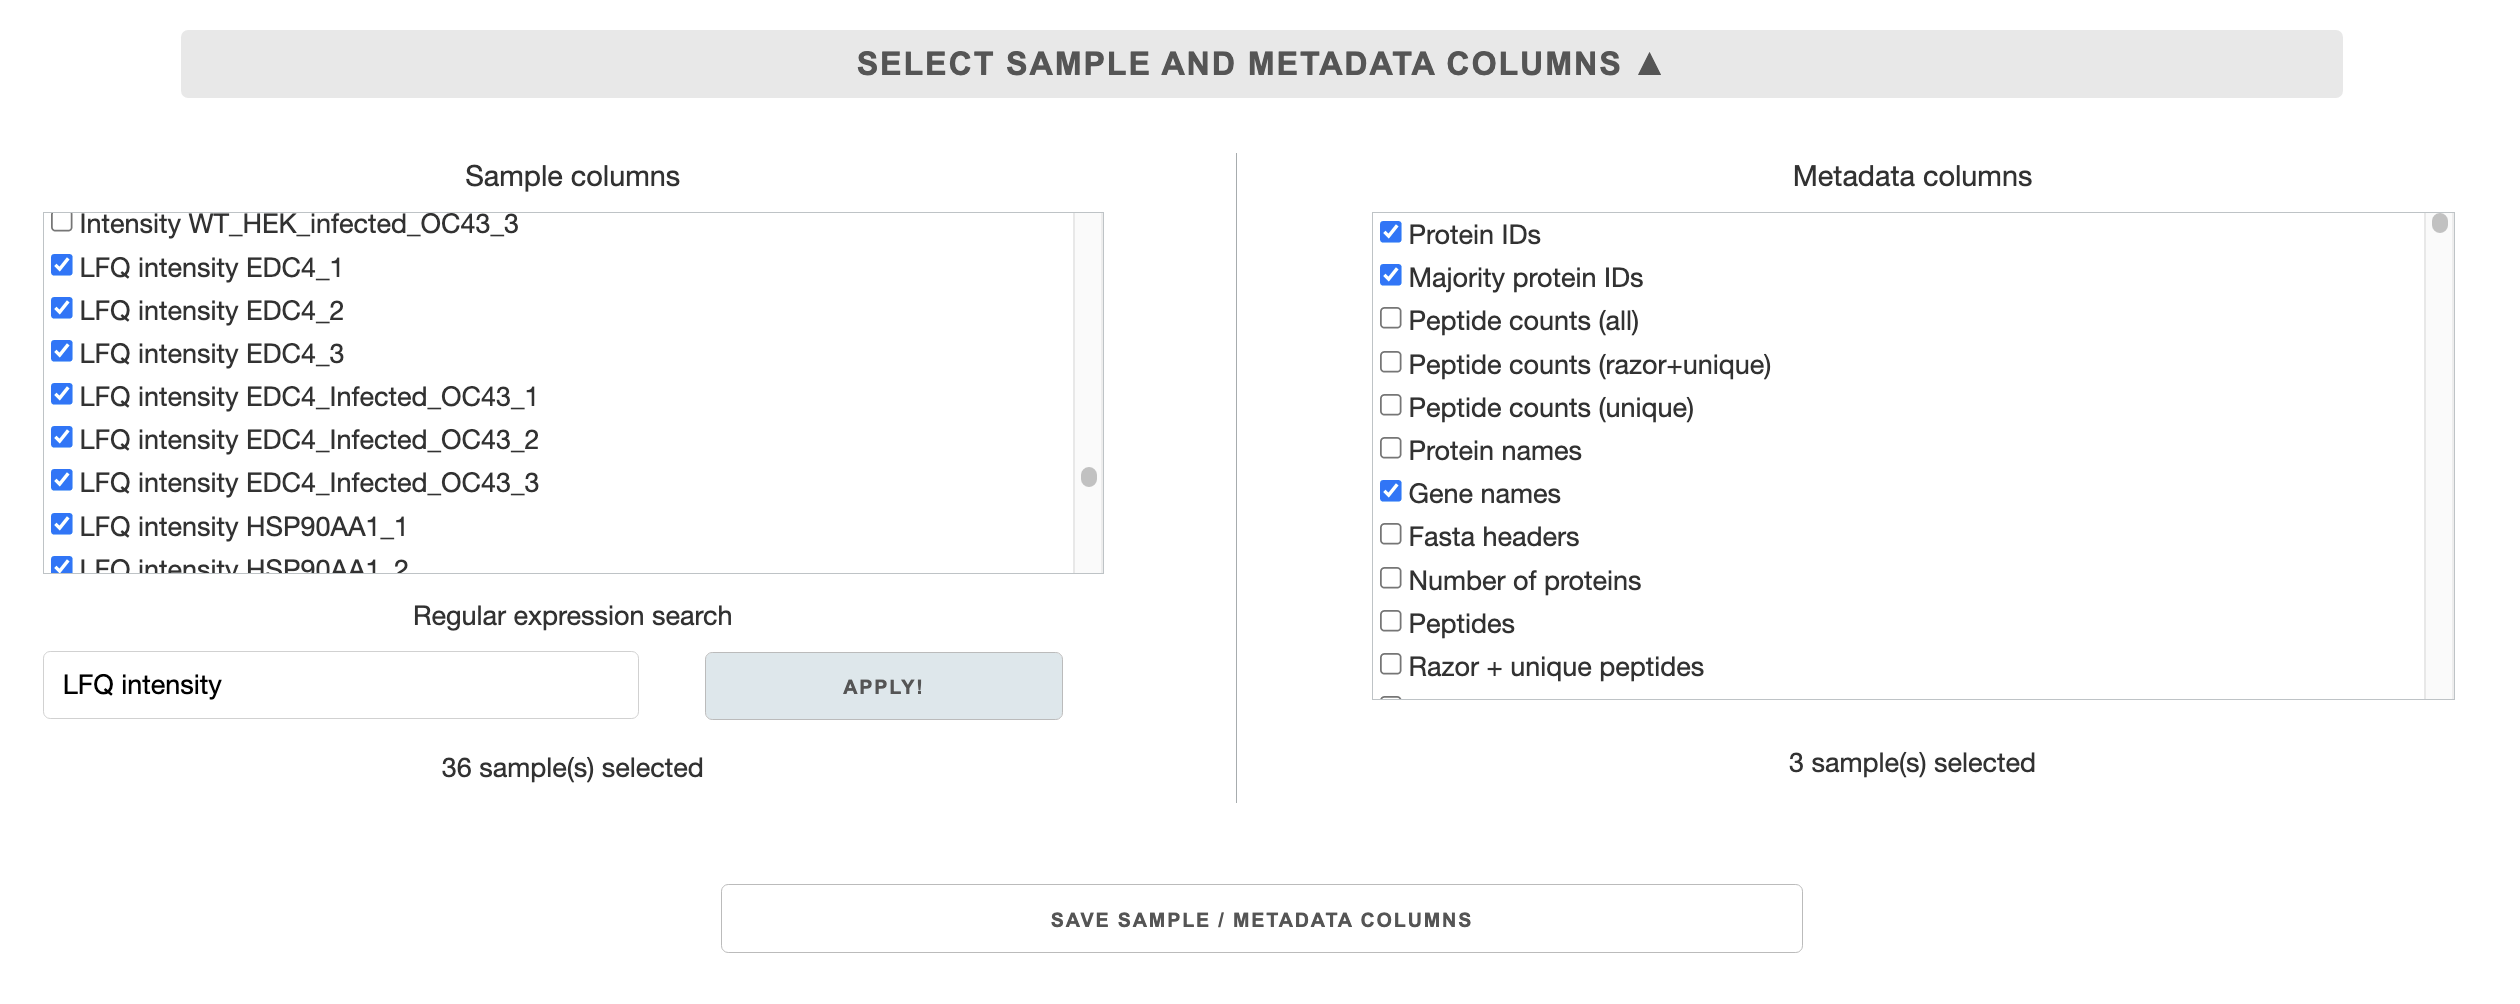 SELECT SAMPLE AND METADATA COLUMNS ▲
Sample columns
Intensity WT_HEK_infected_OC43_3
LFQ intensity EDC4_1
LFQ intensity EDC4_2
LFQ intensity EDC4_3
LFQ intensity EDC4_Infected_OC43_1
LFQ intensity EDC4_Infected_OC43_2
LFQ intensity EDC4_Infected_OC43_3
LFQ intensity HSP90AA1_1
LFQ intensity HSP90AA1_2
Regular expression search
LFQ intensity
APPLY!
36 sample(s) selected
Metadata columns
Protein IDs
Majority protein IDs
Peptide counts (all)
Peptide counts (razor+unique)
Peptide counts (unique)
Protein names
Gene names
Fasta headers
Number of proteins
Peptides
Razor + unique peptides
3 sample(s) selected
SAVE SAMPLE / METADATA COLUMNS